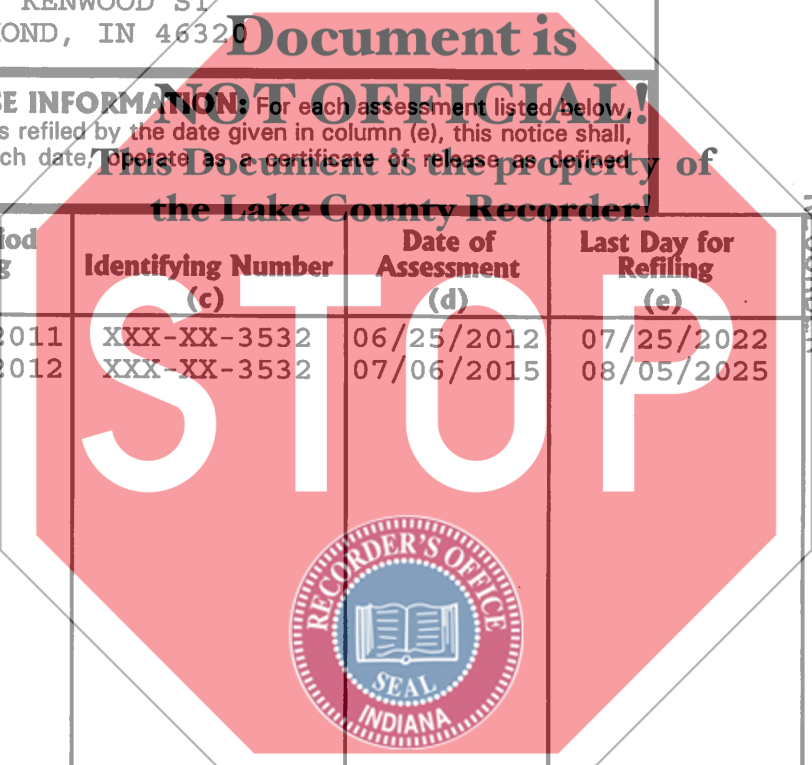 KENWOOD ST
OND, IN 46320
Document is
NOT OFFICIAL!
This Document is the property of
the Lake County Recorder!
SE INFORMATION: For each assessment listed below,
s refiled by the date given in column (e), this notice shall,
ch date, operate as a certificate of release as defined
iod
g
Identifying Number
(c)
Date of
Assessment
(d)
Last Day for
Refiling
(e)
2011 XXX-XX-3532 06/25/2012 07/25/2022
2012 XXX-XX-3532 07/06/2015 08/05/2025
STOP
RECORDER'S OFFICE
SEAL
INDIANA